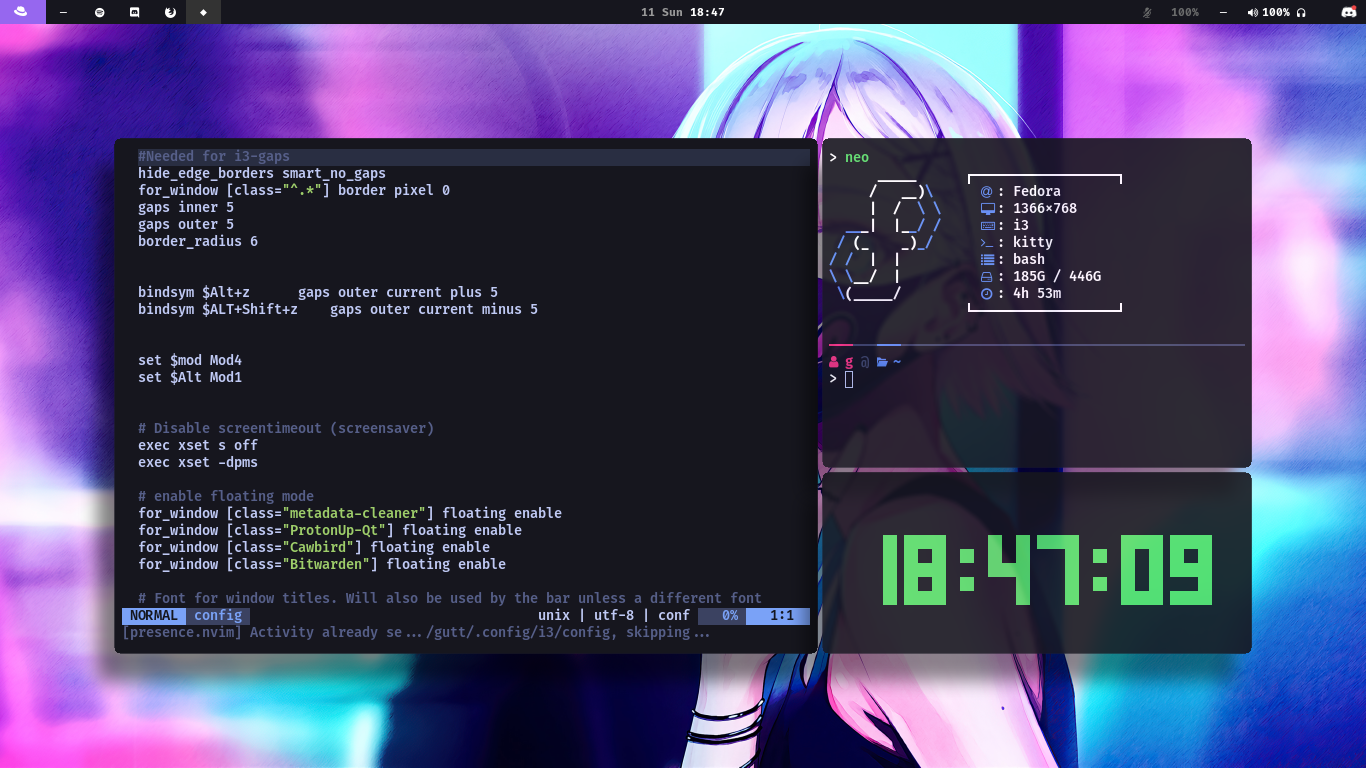 11 Sun 18:47
100%
100%
#Needed for i3-gaps
hide_edge_borders smart_no_gaps
for_window [class="^.*"] border pixel 0
gaps inner 5
gaps outer 5
border_radius 6
bindsym $Alt+z      gaps outer current plus 5
bindsym $ALT+Shift+z    gaps outer current minus 5
set $mod Mod4
set $Alt Mod1
# Disable screentimeout (screensaver)
exec xset s off
exec xset -dpms
# enable floating mode
for_window [class="metadata-cleaner"] floating enable
for_window [class="ProtonUp-Qt"] floating enable
for_window [class="Cawbird"] floating enable
for_window [class="Bitwarden"] floating enable
# Font for window titles. Will also be used by the bar unless a different font
NORMAL config unix | utf-8 | conf 0% 1:1
[presence.nvim] Activity already se...​/gutt/.config/i3/config, skipping...
> neo
@ : Fedora
: 1366×768
: i3
: kitty
: bash
: 185G / 446G
: 4h 53m
g @ ~
>
18:47:09